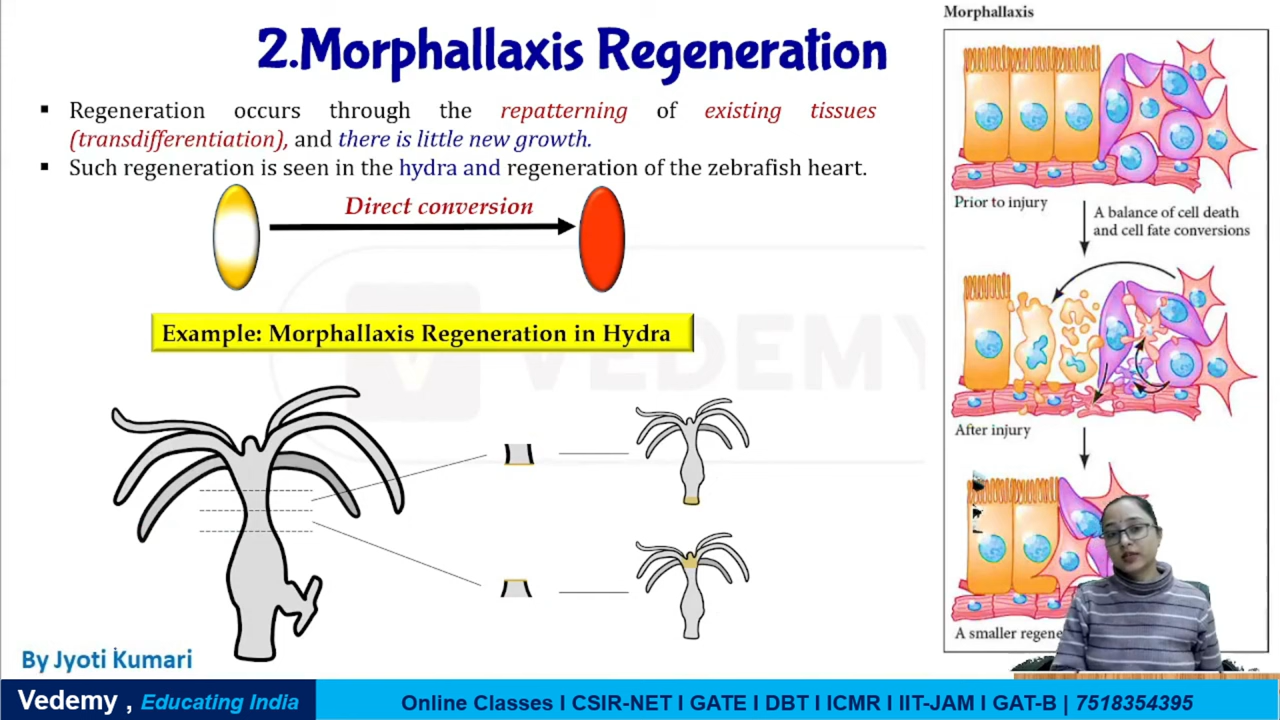 Morphallaxis
2.Morphallaxis Regeneration
▪ Regeneration occurs through the repatterning of existing tissues
(transdifferentiation), and there is little new growth.
▪ Such regeneration is seen in the hydra and regeneration of the zebrafish heart.
Direct conversion
Example: Morphallaxis Regeneration in Hydra
Prior to injury
A balance of cell death
and cell fate conversions
After injury
A smaller regene
VEDEMY
By Jyoti Kumari
Vedemy , Educating India
Online Classes I CSIR-NET I GATE I DBT I ICMR I IIT-JAM I GAT-B | 7518354395